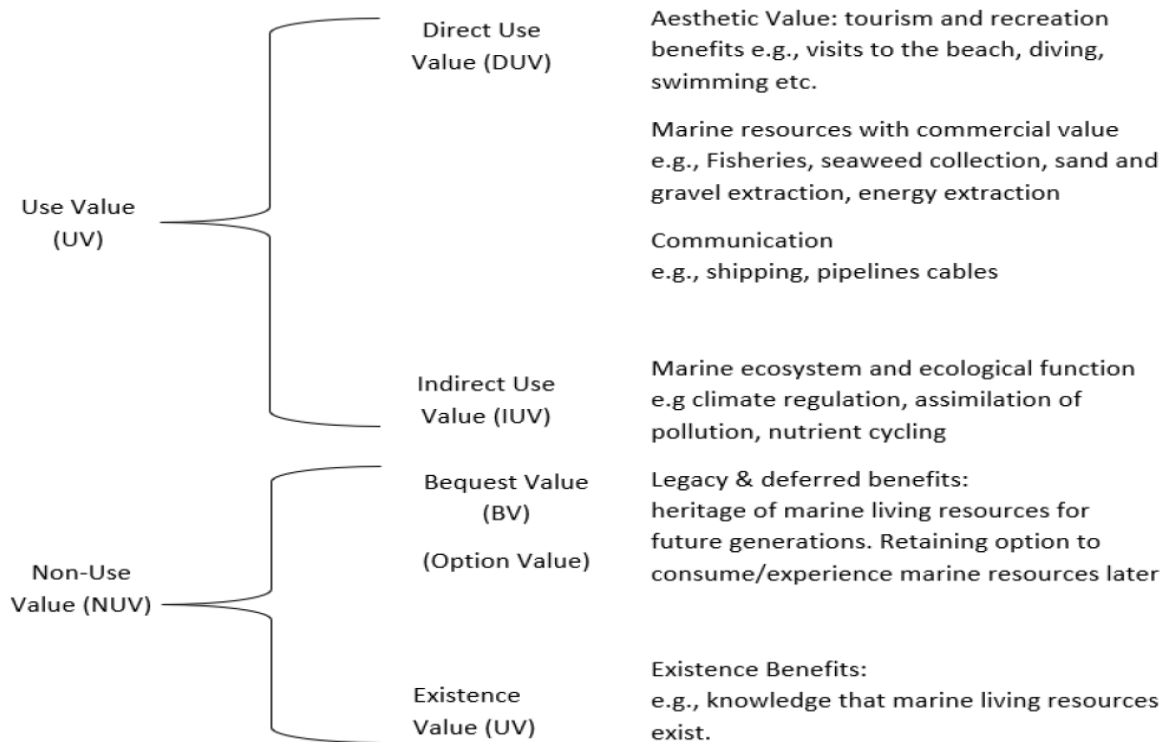 Use Value
(UV)
Direct Use
Value (DUV)
Aesthetic Value: tourism and recreation
benefits e.g., visits to the beach, diving,
swimming etc.
Marine resources with commercial value
e.g., Fisheries, seaweed collection, sand and
gravel extraction, energy extraction
Communication
e.g., shipping, pipelines cables
Indirect Use
Value (IUV)
Marine ecosystem and ecological function
e.g climate regulation, assimilation of
pollution, nutrient cycling
Non-Use
Value (NUV)
Bequest Value
(BV)
(Option Value)
Legacy & deferred benefits:
heritage of marine living resources for
future generations. Retaining option to
consume/experience marine resources later
Existence
Value (UV)
Existence Benefits:
e.g., knowledge that marine living resources
exist.